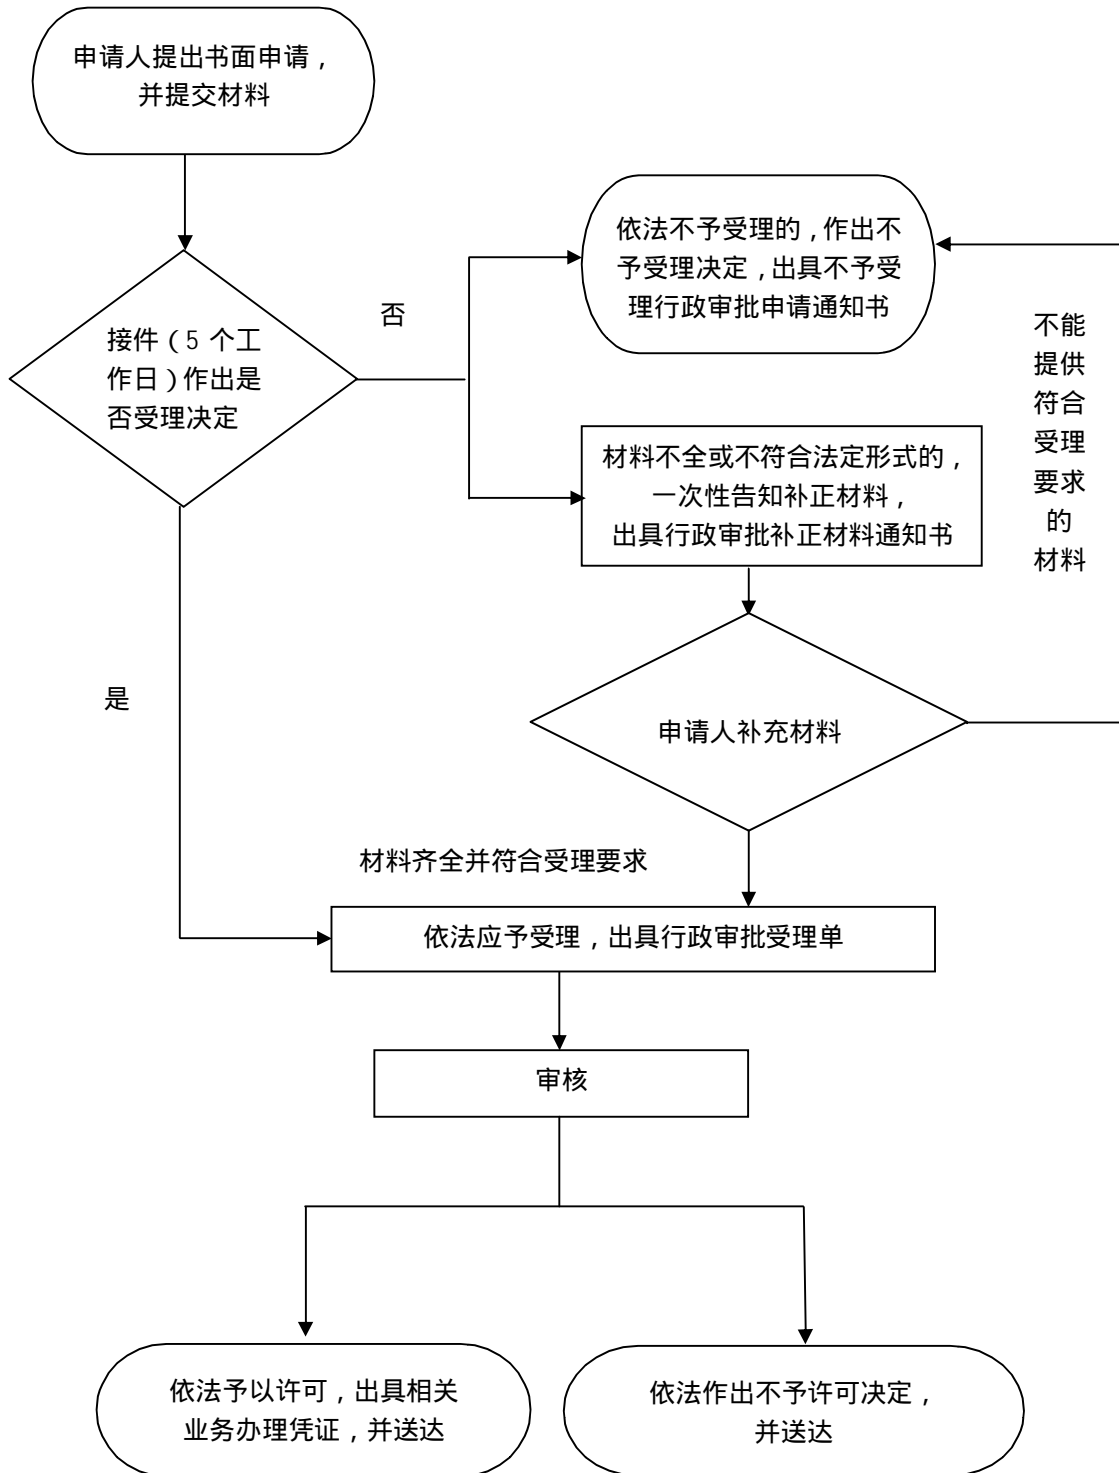 申请人提出书面申请，
并提交材料
依法不予受理的，作出不
予受理决定，出具不予受
理行政审批申请通知书
否
接件（5 个工
作日）作出是
否受理决定
不能
提供
符合
受理
要求
的
材料
材料不全或不符合法定形式的，
一次性告知补正材料，
出具行政审批补正材料通知书
是
申请人补充材料
材料齐全并符合受理要求
依法应予受理，出具行政审批受理单
审核
依法予以许可，出具相关
业务办理凭证，并送达
依法作出不予许可决定，
并送达